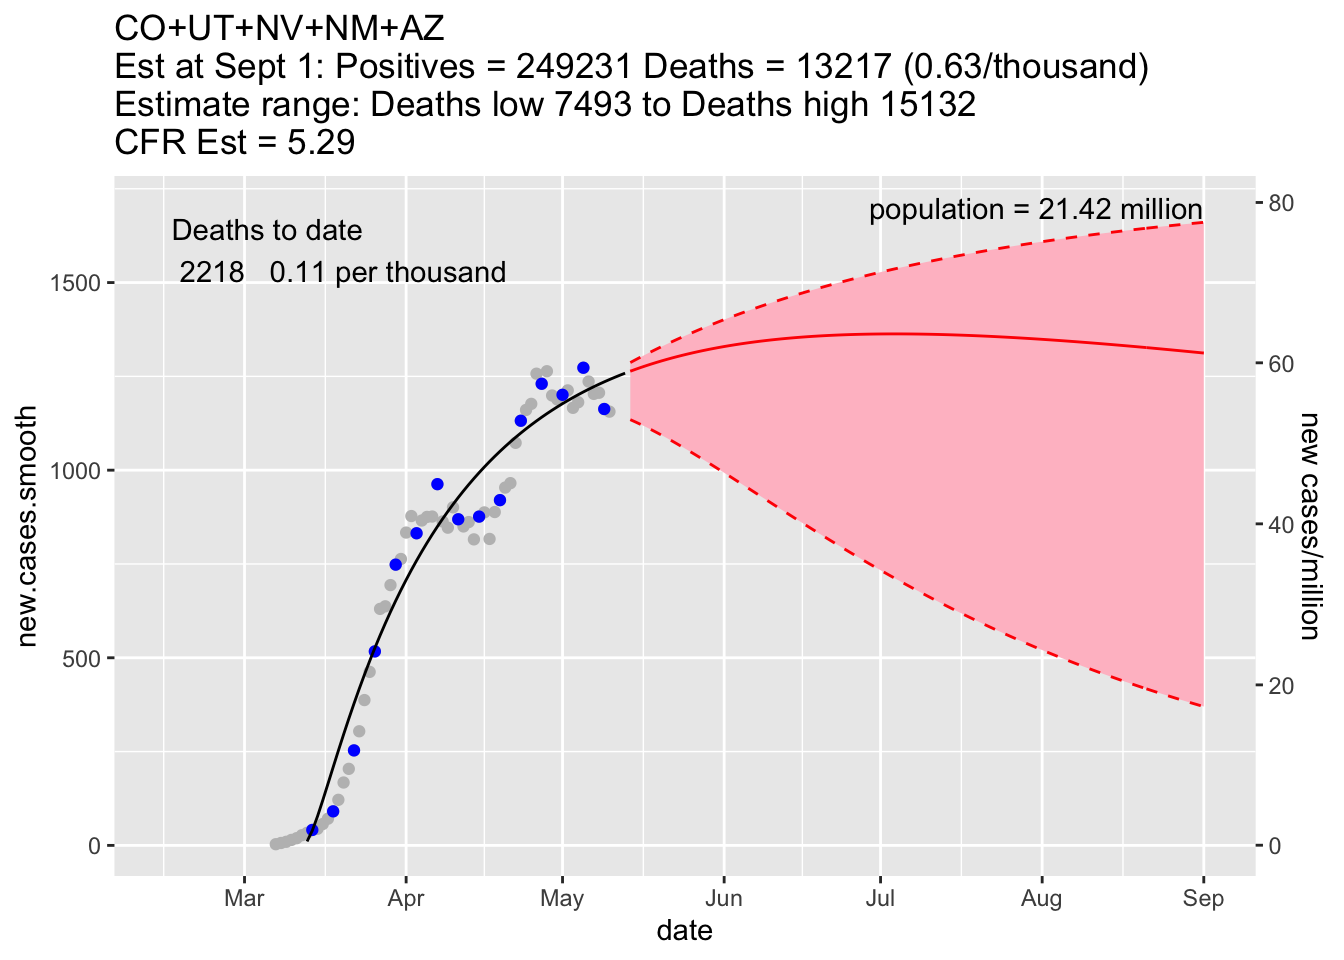 CO+UT+NV+NM+AZ
Est at Sept 1: Positives = 249231 Deaths = 13217 (0.63/thousand)
Estimate range: Deaths low 7493 to Deaths high 15132
CFR Est = 5.29
Deaths to date
2218 0.11 per thousand
population = 21.42 million
new.cases.smooth
1500
1000
500
0
80
60
40
20
0
new cases/million
Mar Apr May Jun Jul Aug Sep
date